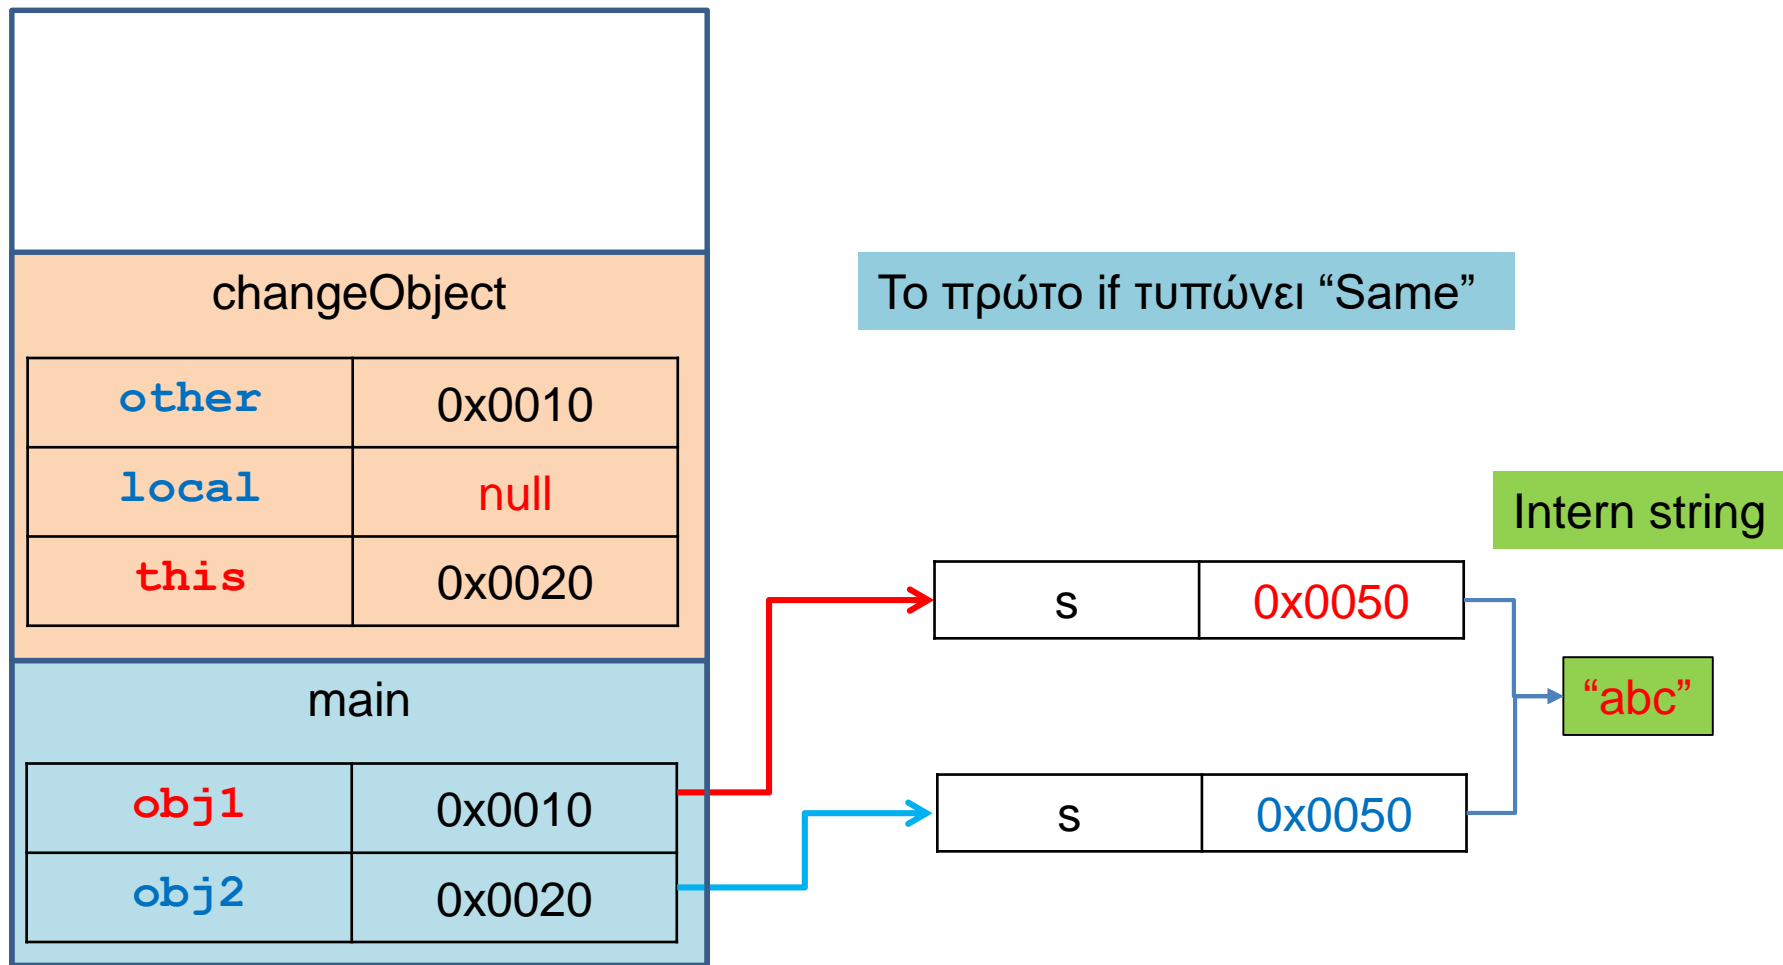 changeObject
Το πρώτο if τυπώνει “Same”
other 0x0010
local null
this 0x0020
Intern string
s 0x0050
“abc”
main
obj1 0x0010
s 0x0050
obj2 0x0020